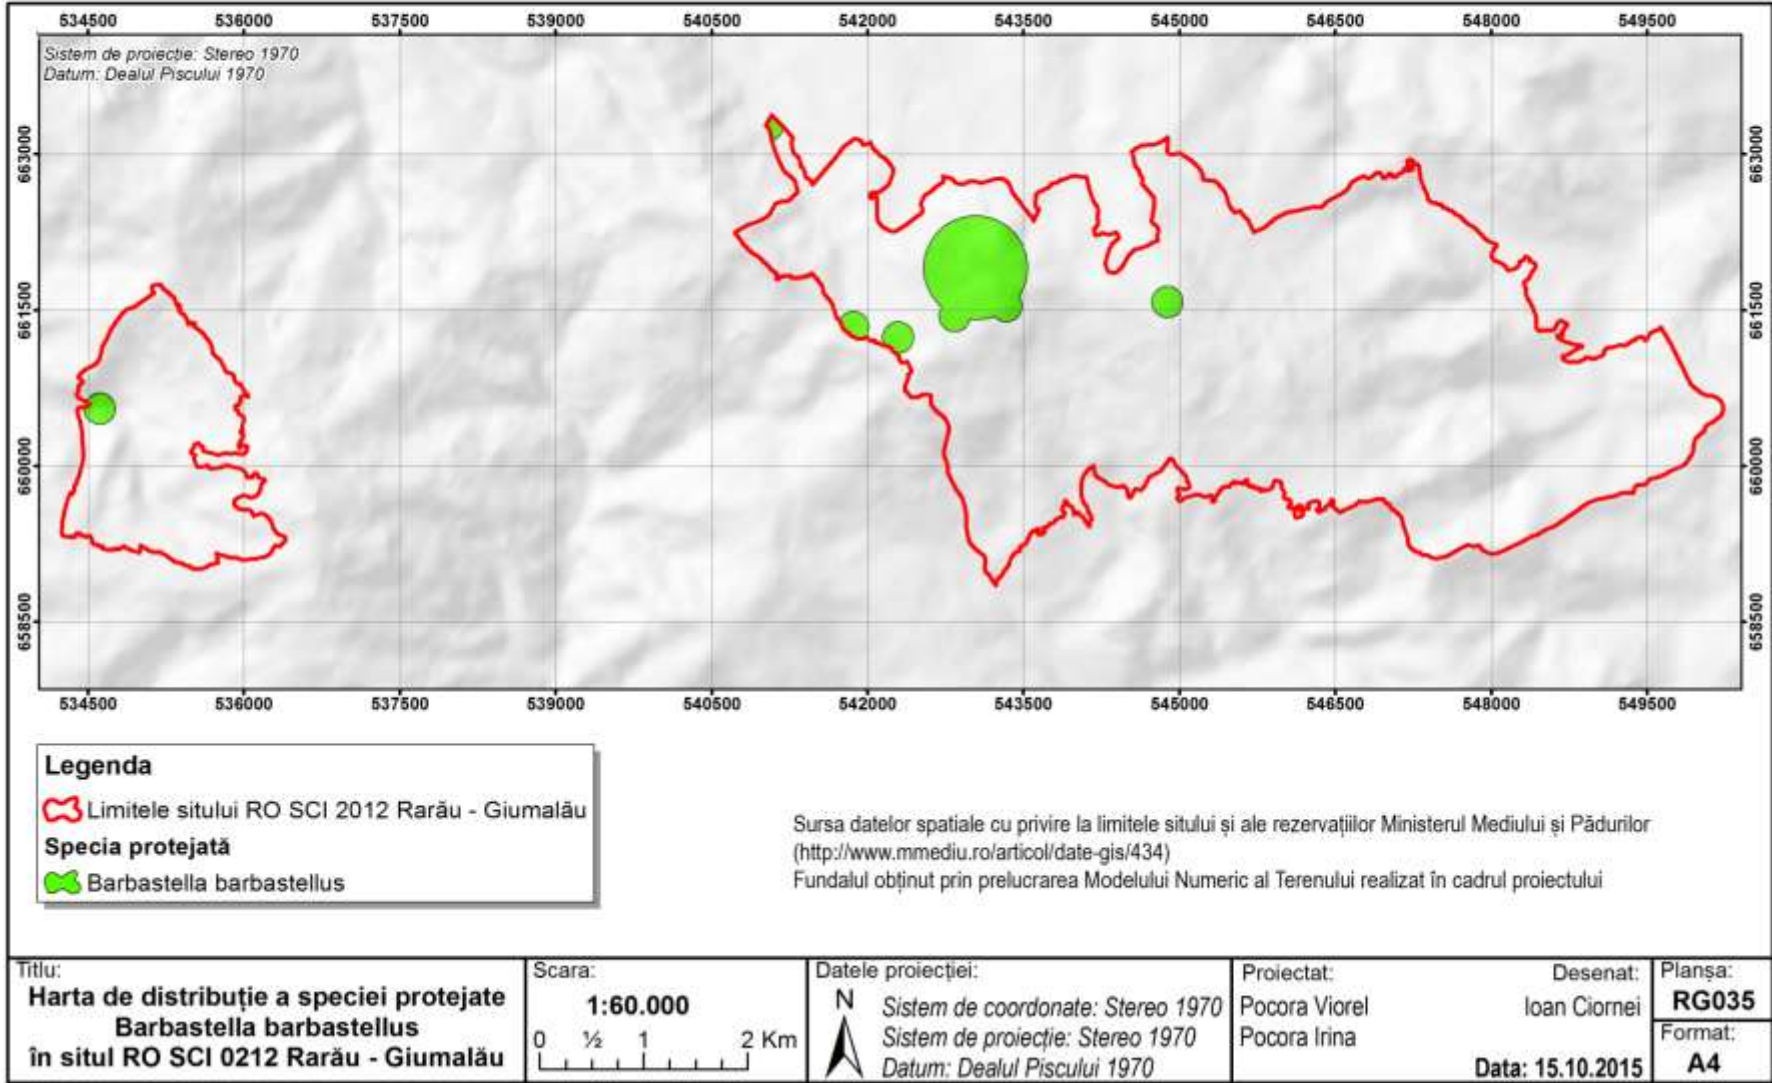 534500 536000 537500 539000 540500 542000 543500 545000 546500 548000 549500
Sistem de proiecție: Stereo 1970
Datum: Dealul Piscului 1970
663000 663000
661500 661500
660000 660000
658500 658500
534500 536000 537500 539000 540500 542000 543500 545000 546500 548000 549500
Legenda
Limitele sitului RO SCI 2012 Rarău - Giumalău
Specia protejată
Barbastella barbastellus
Sursa datelor spatiale cu privire la limitele sitului și ale rezervațiilor Ministerul Mediului și Pădurilor
(http://www.mmediu.ro/articol/date-gis/434)
Fundalul obținut prin prelucrarea Modelului Numeric al Terenului realizat în cadrul proiectului
Titlu:
Harta de distribuție a speciei protejate
Barbastella barbastellus
în situl RO SCI 0212 Rarău - Giumalău
Scara:
1:60.000
0 ½ 1 2 Km
Datele proiecției:
N
Sistem de coordonate: Stereo 1970
Sistem de proiecție: Stereo 1970
Datum: Dealul Piscului 1970
Proiectat:
Pocora Viorel
Pocora Irina
Desenat:
Ioan Ciornei
Data: 15.10.2015
Planșa:
RG035
Format:
A4